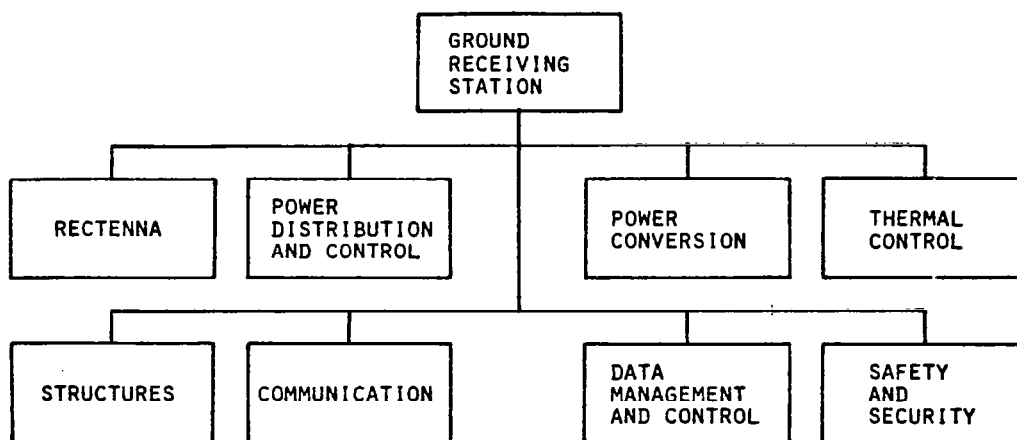 GROUND
RECEIVING
STATION
RECTENNA
POWER
DISTRIBUTION
AND CONTROL
POWER
CONVERSION
THERMAL
CONTROL
STRUCTURES
COMMUNICATION
DATA
MANAGEMENT
AND CONTROL
SAFETY
AND
SECURITY